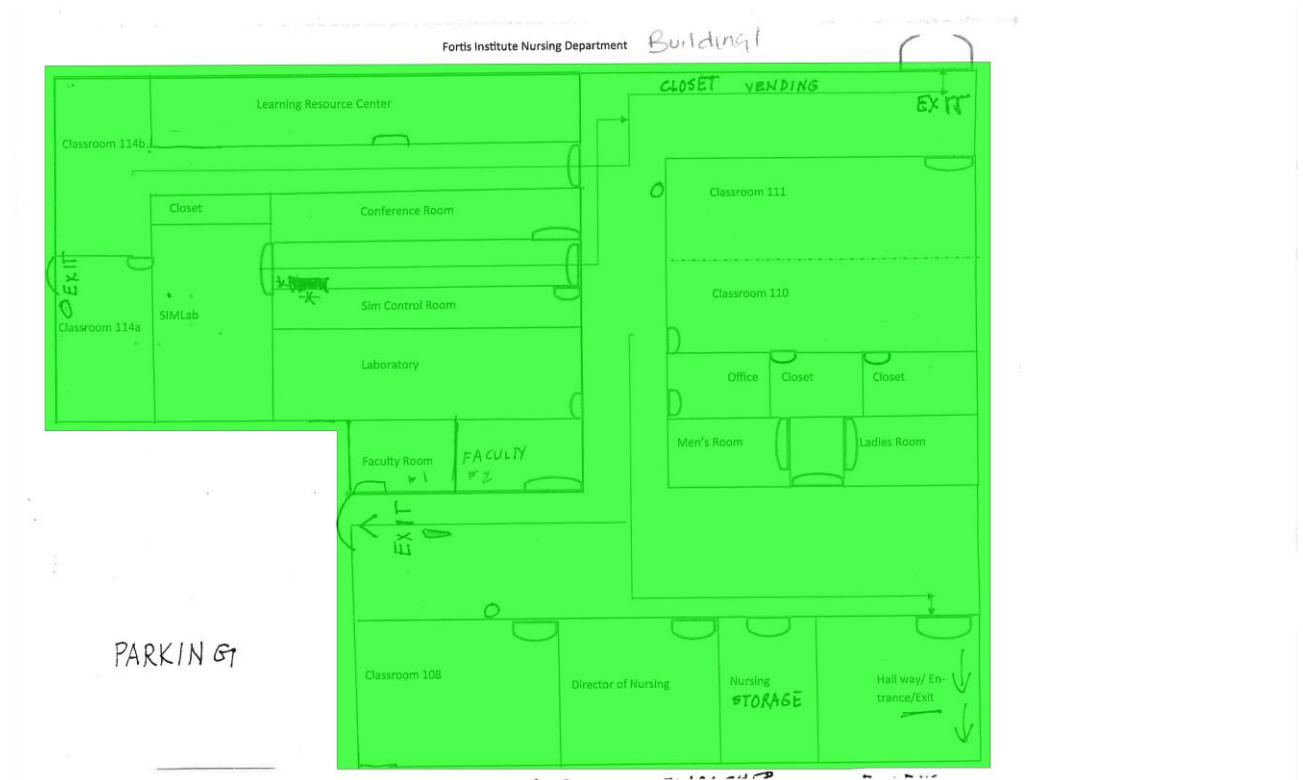 Fortis Institute Nursing Department Building 1
CLOSET VENDING
EXIT
Learning Resource Center
Classroom 114b
Classroom 111
Closet
Conference Room
EXIT
Classroom 110
Sim Control Room
SIMLab
Classroom 114a
Laboratory
Office Closet Closet
Men's Room Ladies Room
Faculty Room #1
FACULTY #2
EXIT
PARKING
Classroom 108
Director of Nursing
Nursing STORAGE
Hall way/ En-
trance/Exit